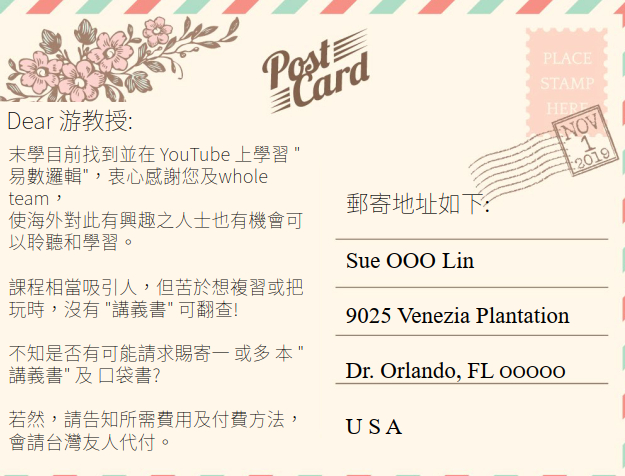 Post
Card
PLACE
STAMP
HERE
NOV
1
2019
Dear 游教授:
末學目前找到並在 YouTube 上學習 "
易數邏輯"，衷心感謝您及whole
team，
使海外對此有興趣之人士也有機會可
以聆聽和學習。
課程相當吸引人，但苦於想複習或把
玩時，沒有 "講義書" 可翻查!
不知是否有可能請求賜寄一 或多 本 "
講義書" 及 口袋書?
若然，請告知所需費用及付費方法，
會請台灣友人代付。
郵寄地址如下:
Sue OOO Lin
9025 Venezia Plantation
Dr. Orlando, FL OOOOO
U S A